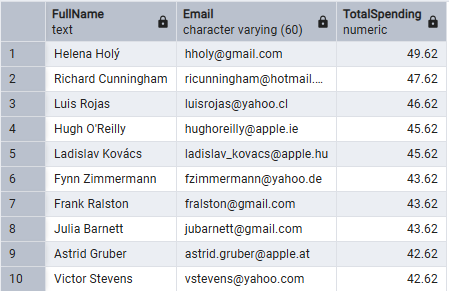 FullName Email TotalSpending
text character varying (60) numeric
1 Helena Holý hholy@gmail.com 49.62
2 Richard Cunningham ricunningham@hotmail.... 47.62
3 Luis Rojas luisrojas@yahoo.cl 46.62
4 Hugh O'Reilly hughoreilly@apple.ie 45.62
5 Ladislav Kovács ladislav_kovacs@apple.hu 45.62
6 Fynn Zimmermann fzimmermann@yahoo.de 43.62
7 Frank Ralston fralston@gmail.com 43.62
8 Julia Barnett jubarnett@gmail.com 43.62
9 Astrid Gruber astrid.gruber@apple.at 42.62
10 Victor Stevens vstevens@yahoo.com 42.62